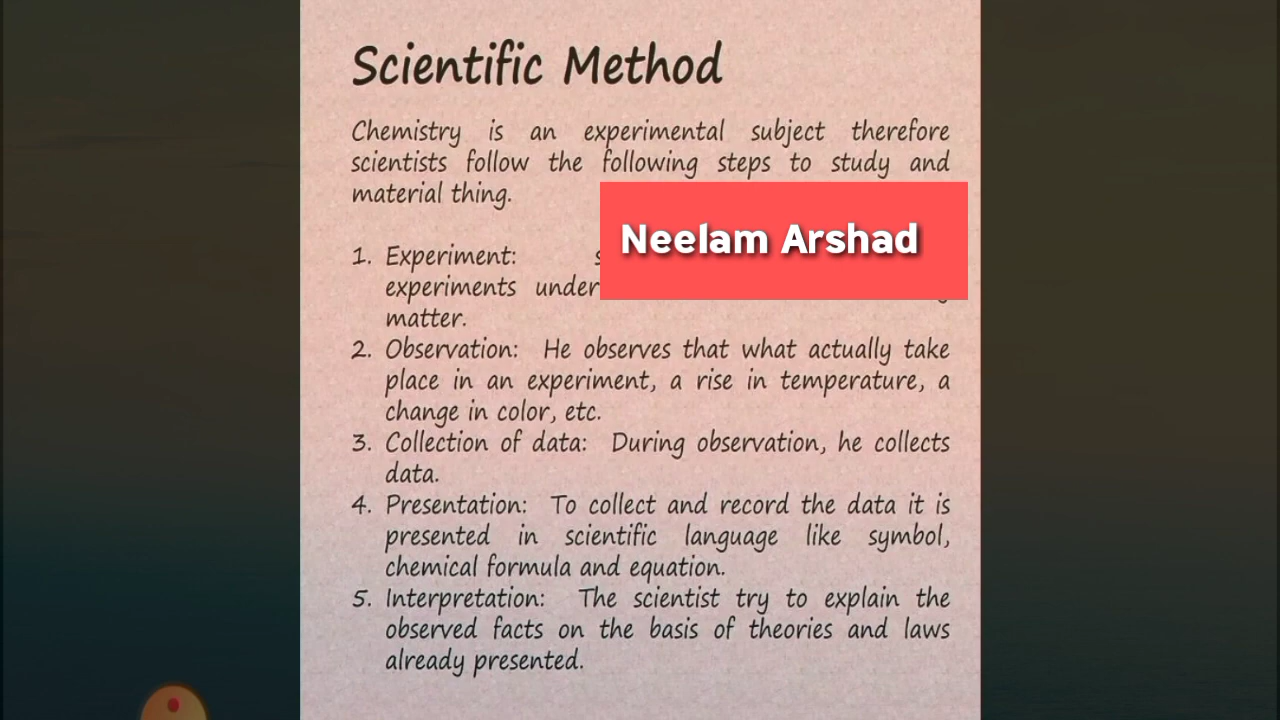 Scientific Method
Chemistry is an experimental subject therefore
scientists follow the following steps to study and
material thing.
Neelam Arshad
1. Experiment:
experiments under
matter.
2. Observation: He observes that what actually take
place in an experiment, a rise in temperature, a
change in color, etc.
3. Collection of data: During observation, he collects
data.
4. Presentation: To collect and record the data it is
presented in scientific language like symbol,
chemical formula and equation.
5. Interpretation: The scientist try to explain the
observed facts on the basis of theories and laws
already presented.